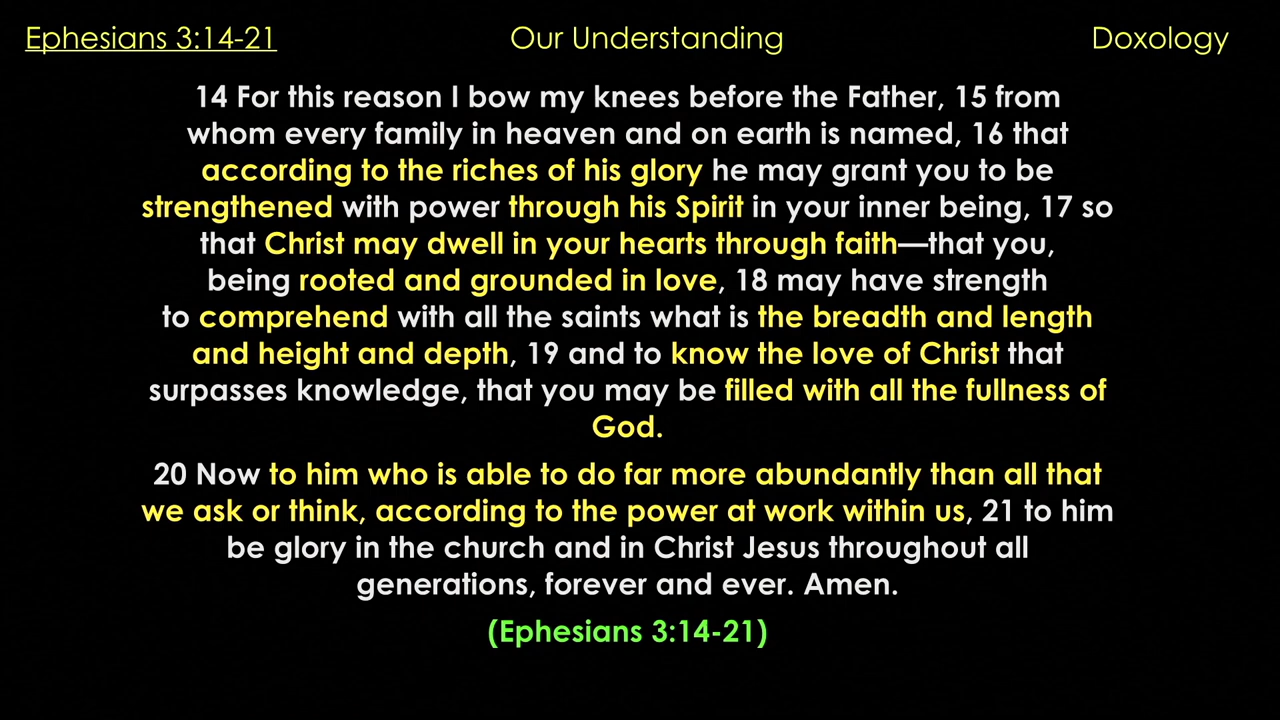 Ephesians 3:14-21 Our Understanding Doxology
14 For this reason I bow my knees before the Father, 15 from
whom every family in heaven and on earth is named, 16 that
according to the riches of his glory he may grant you to be
strengthened with power through his Spirit in your inner being, 17 so
that Christ may dwell in your hearts through faith—that you,
being rooted and grounded in love, 18 may have strength
to comprehend with all the saints what is the breadth and length
and height and depth, 19 and to know the love of Christ that
surpasses knowledge, that you may be filled with all the fullness of
God.
20 Now to him who is able to do far more abundantly than all that
we ask or think, according to the power at work within us, 21 to him
be glory in the church and in Christ Jesus throughout all
generations, forever and ever. Amen.
(Ephesians 3:14-21)